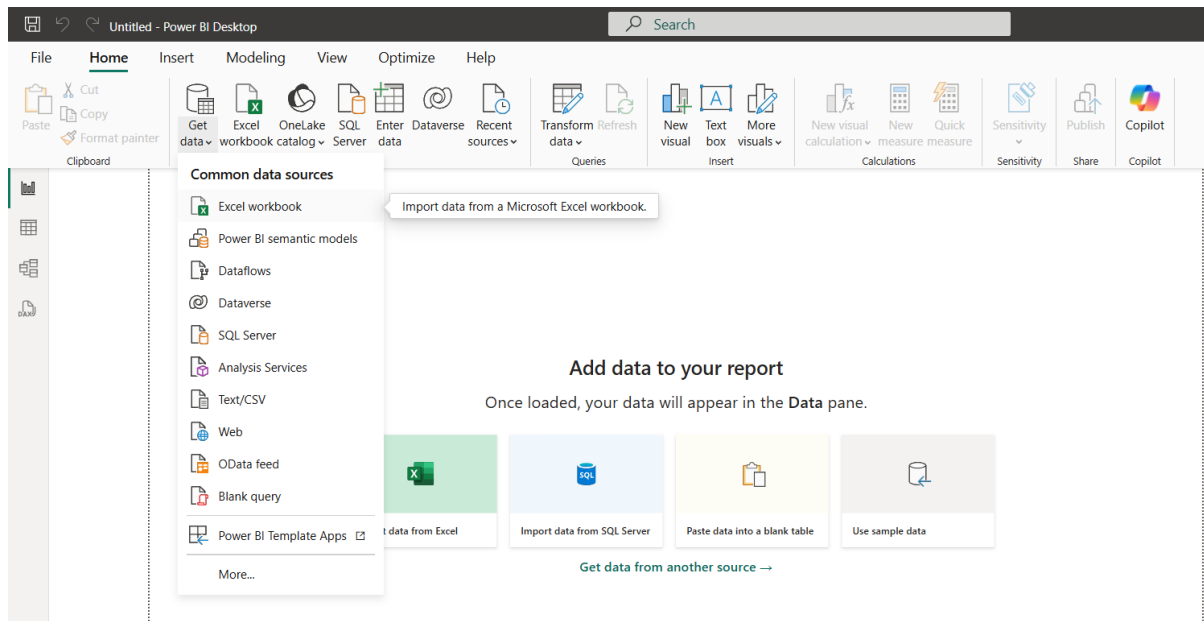 Untitled - Power BI Desktop
Search
File Home Insert Modeling View Optimize Help
Paste
Cut
Copy
Format painter
Clipboard
Get data
Excel workbook
OneLake catalog
SQL Server
Enter data
Dataverse
Recent sources
Transform data
Refresh
Queries
New visual
Text box
More visuals
Insert
New visual calculation
New measure
Quick measure
Calculations
Sensitivity
Sensitivity
Publish
Share
Copilot
Copilot
DAX
Common data sources
Excel workbook
Import data from a Microsoft Excel workbook.
Power BI semantic models
Dataflows
Dataverse
SQL Server
Analysis Services
Text/CSV
Web
OData feed
Blank query
Power BI Template Apps
More...
Add data to your report
Once loaded, your data will appear in the Data pane.
SQL
data from Excel
Import data from SQL Server
Paste data into a blank table
Use sample data
Get data from another source →